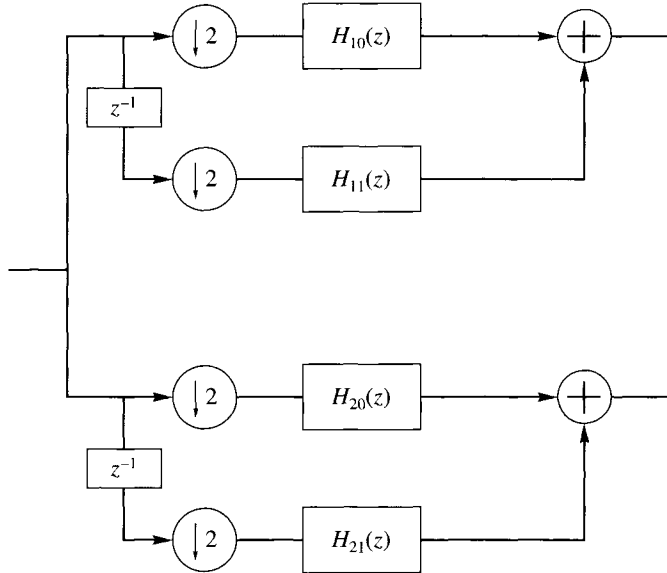 ↓ 2
H₁₀(z)
+
z⁻¹
↓ 2
H₁₁(z)
↓ 2
H₂₀(z)
+
z⁻¹
↓ 2
H₂₁(z)